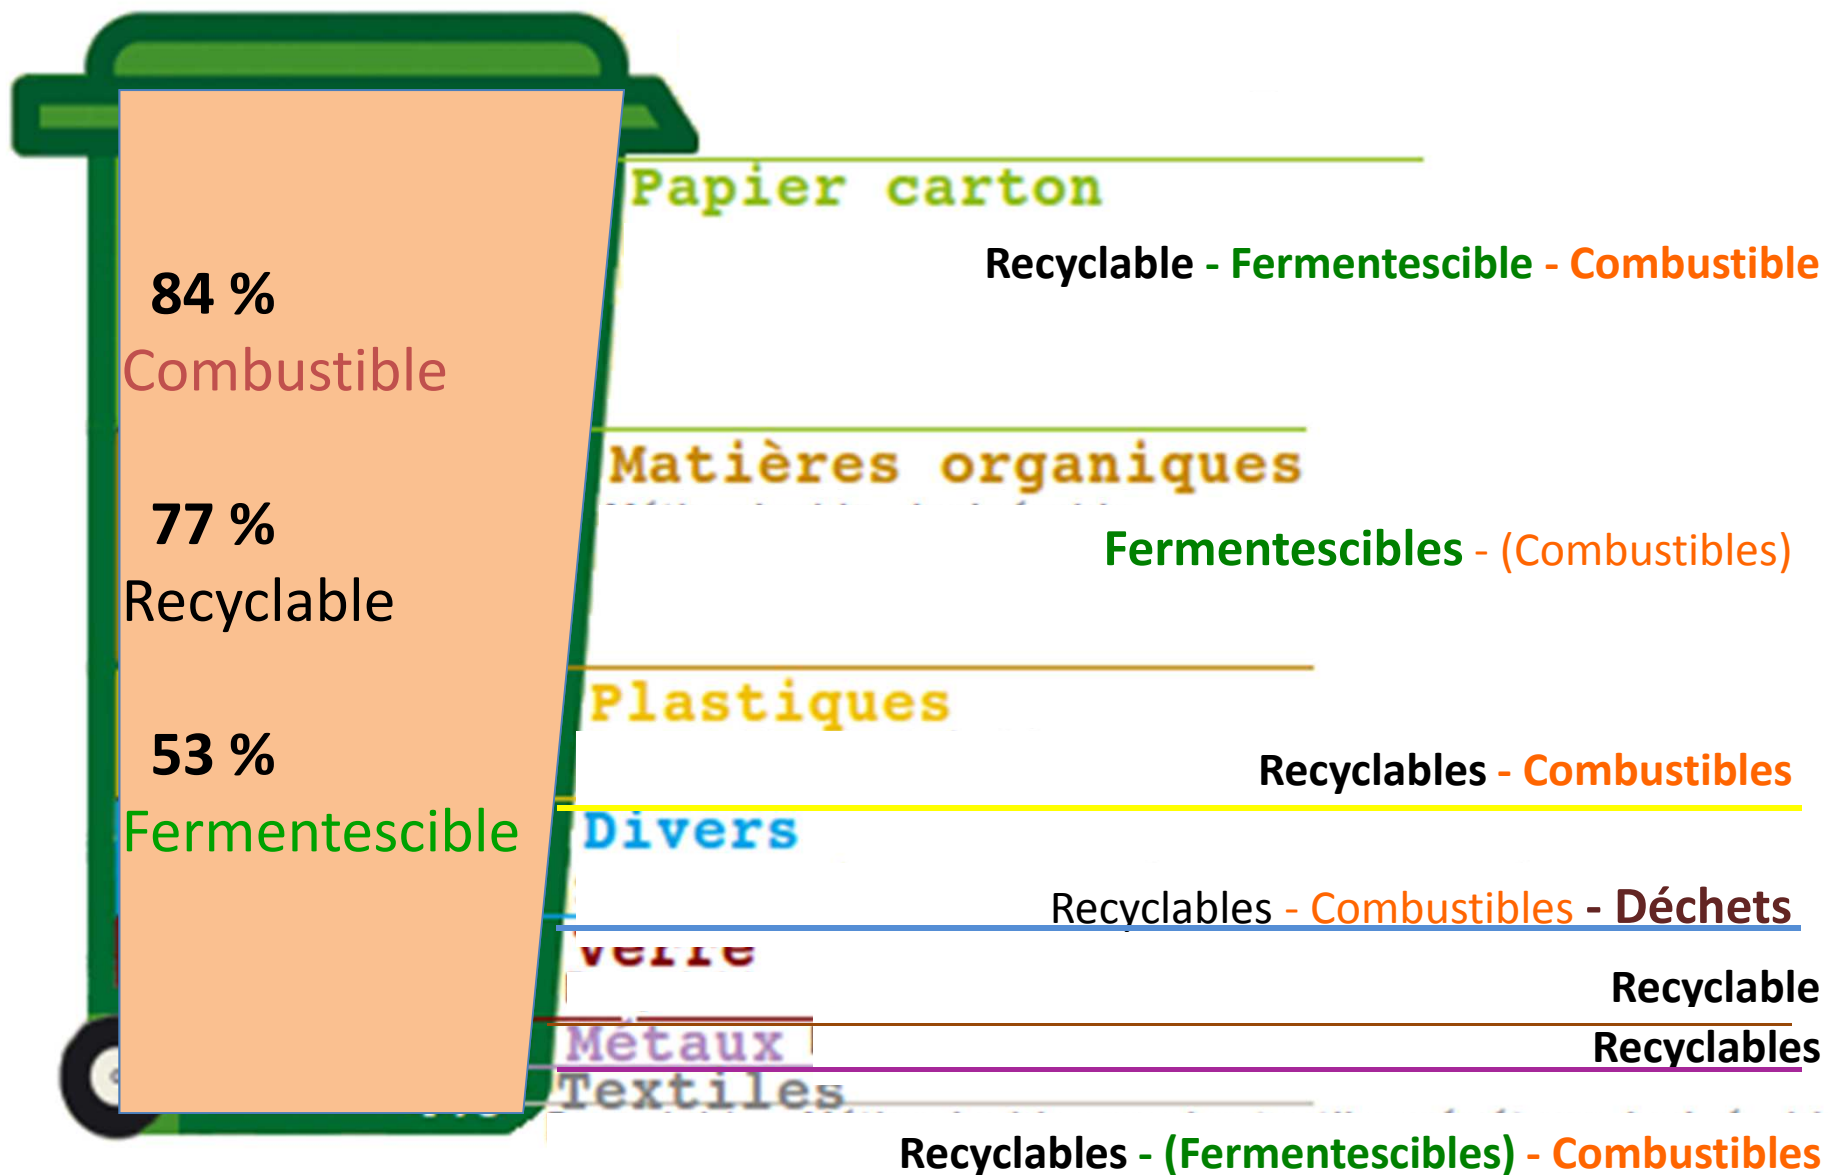 Papier carton
Recyclable - Fermentescible - Combustible
84 %
Combustible
Matières organiques
77 %
Fermentescibles - (Combustibles)
Recyclable
Plastiques
53 %
Recyclables - Combustibles
Fermentescible
Divers
Recyclables - Combustibles - Déchets
Verre
Recyclable
Métaux
Recyclables
Textiles
Recyclables - (Fermentescibles) - Combustibles